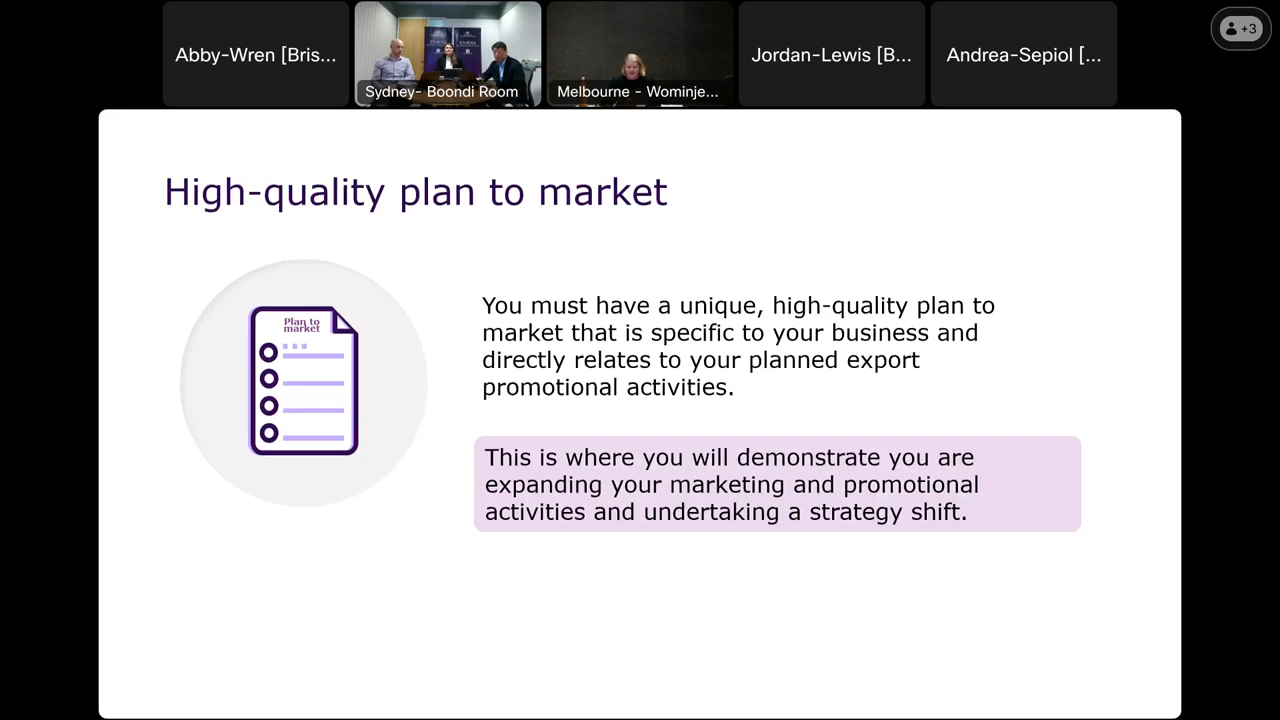 Abby-Wren [Bris...
Sydney- Boondi Room
Melbourne - Wominje...
Jordan-Lewis [B...
Andrea-Sepiol [...
+3
High-quality plan to market
Plan to
market
You must have a unique, high-quality plan to
market that is specific to your business and
directly relates to your planned export
promotional activities.
This is where you will demonstrate you are
expanding your marketing and promotional
activities and undertaking a strategy shift.